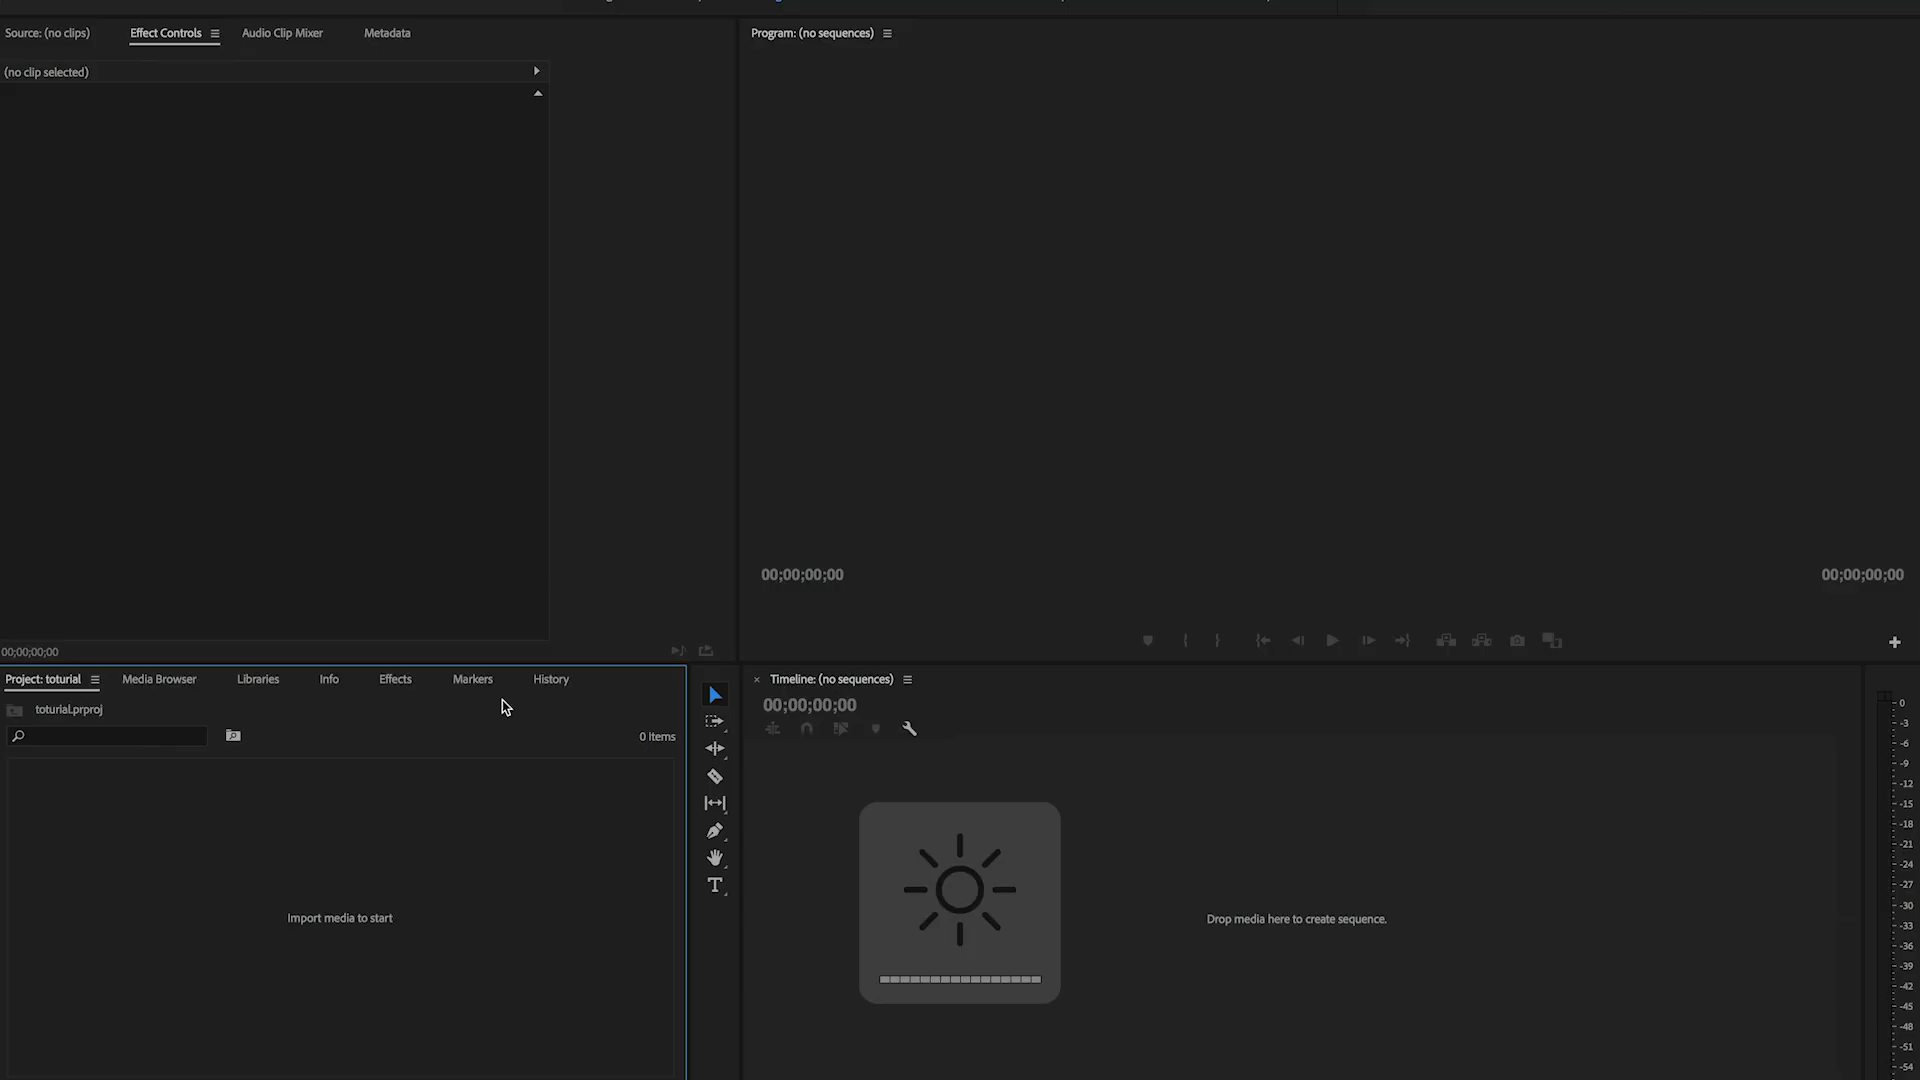 Source: (no clips) Effect Controls Audio Clip Mixer Metadata
Program: (no sequences)
(no clip selected)
00;00;00;00 00;00;00;00
00;00;00;00
Project: toturial Media Browser Libraries Info Effects Markers History
Timeline: (no sequences)
toturial.prproj
00;00;00;00
0 Items
Import media to start
Drop media here to create sequence.
0
-3
-6
-9
-12
-15
-18
-21
-24
-27
-30
-33
-36
-39
-42
-45
-48
-51
-54